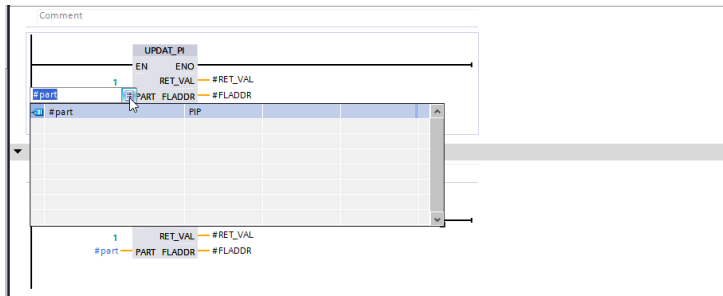 Comment
UPDAT_PI
EN ENO
1 RET_VAL #RET_VAL
#part PART FLADDR #FLADDR
#part PIP
1 RET_VAL #RET_VAL
#part PART FLADDR #FLADDR